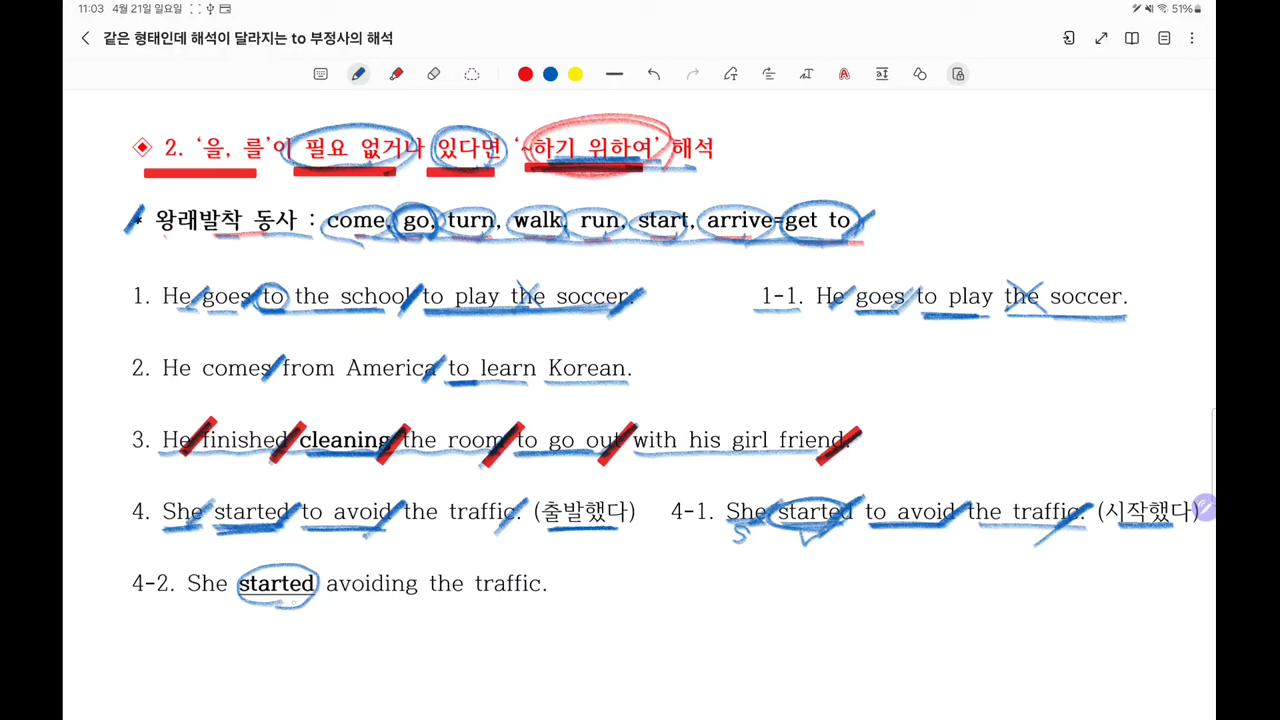 11:03 4월 21일 일요일 51%
같은 형태인데 해석이 달라지는 to 부정사의 해석
◈ 2. ‘을, 를’이 필요 없거나 있다면 ‘~하기 위하여’ 해석
* 왕래발착 동사 : come, go, turn, walk, run, start, arrive=get to
1. He goes to the school to play the soccer. 1-1. He goes to play the soccer.
2. He comes from America to learn Korean.
3. He finished cleaning the room to go out with his girl friend.
4. She started to avoid the traffic. (출발했다) 4-1. She started to avoid the traffic. (시작했다)
S V
4-2. She started avoiding the traffic.